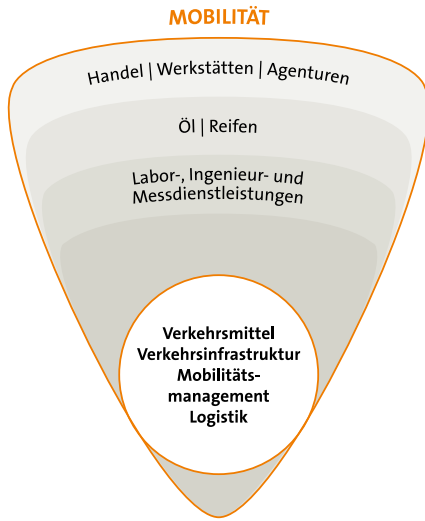 MOBILITÄT
Handel | Werkstätten | Agenturen
Öl | Reifen
Labor-, Ingenieur- und
Messdienstleistungen
Verkehrsmittel
Verkehrsinfrastruktur
Mobilitäts-
management
Logistik